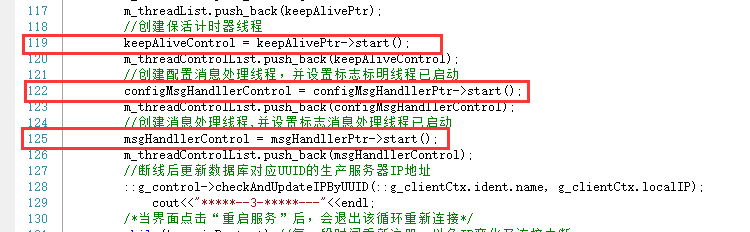 117 m_threadList.push_back(keepAlivePtr);
118 //创建保活计时器线程
119 keepAliveControl = keepAlivePtr->start();
120 m_threadControlList.push_back(keepAliveControl);
121 //创建配置消息处理线程，并设置标志标明线程已启动
122 configMsgHandllerControl = configMsgHandllerPtr->start();
123 m_threadControlList.push_back(configMsgHandllerControl);
124 //创建消息处理线程,并设置标志消息处理线程已启动
125 msgHandllerControl = msgHandllerPtr->start();
126 m_threadControlList.push_back(msgHandllerControl);
127 //断线后更新数据库对应UUID的生产服务器IP地址
128 ::g_control->checkAndUpdateIPByUUID(::g_clientCtx.ident.name, g_clientCtx.localIP);
129 cout<<"*****--3-*****---"<<endl;
130 /*当界面点击“重启服务”后，会退出该循环重新连接*/